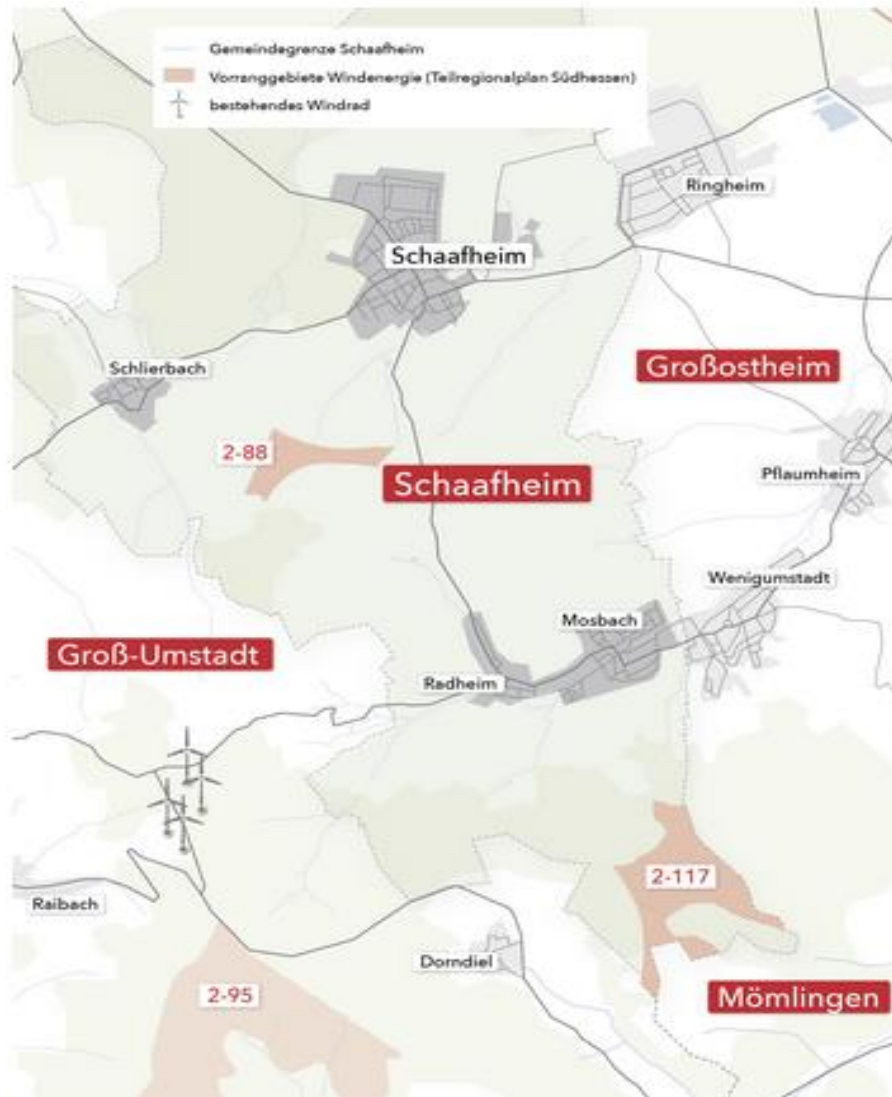 Gemeindegrenze Schaafheim
Vorranggebiete Windenergie (Teilregionalplan Südhessen)
bestehendes Windrad
Ringheim
Schaafheim
Großostheim
Schlierbach
2-88
Schaafheim
Pflaumheim
Wenigumstadt
Mosbach
Groß-Umstadt
Radheim
2-117
Raibach
Dorndiel
2-95
Mömlingen